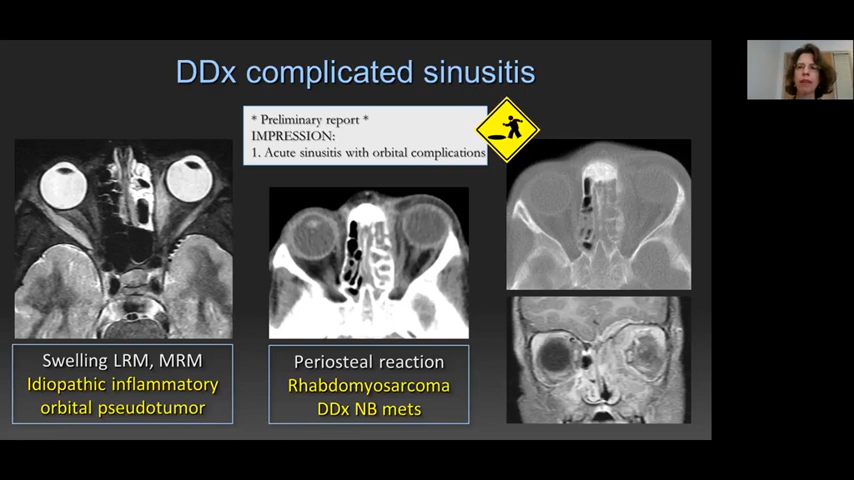 DDx complicated sinusitis
* Preliminary report *
IMPRESSION:
1. Acute sinusitis with orbital complications
Swelling LRM, MRM
Idiopathic inflammatory
orbital pseudotumor
Periosteal reaction
Rhabdomyosarcoma
DDx NB mets